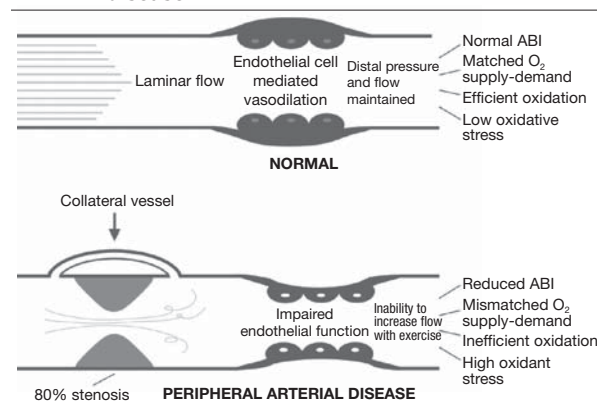 Laminar flow
Endothelial cell
mediated
vasodilation
Distal pressure
and flow
maintained
Normal ABI
Matched O₂
supply-demand
Efficient oxidation
Low oxidative
stress
NORMAL
Collateral vessel
Impaired
endothelial function
Inability to
increase flow
with exercise
Reduced ABI
Mismatched O₂
supply-demand
Inefficient oxidation
High oxidant
stress
80% stenosis
PERIPHERAL ARTERIAL DISEASE